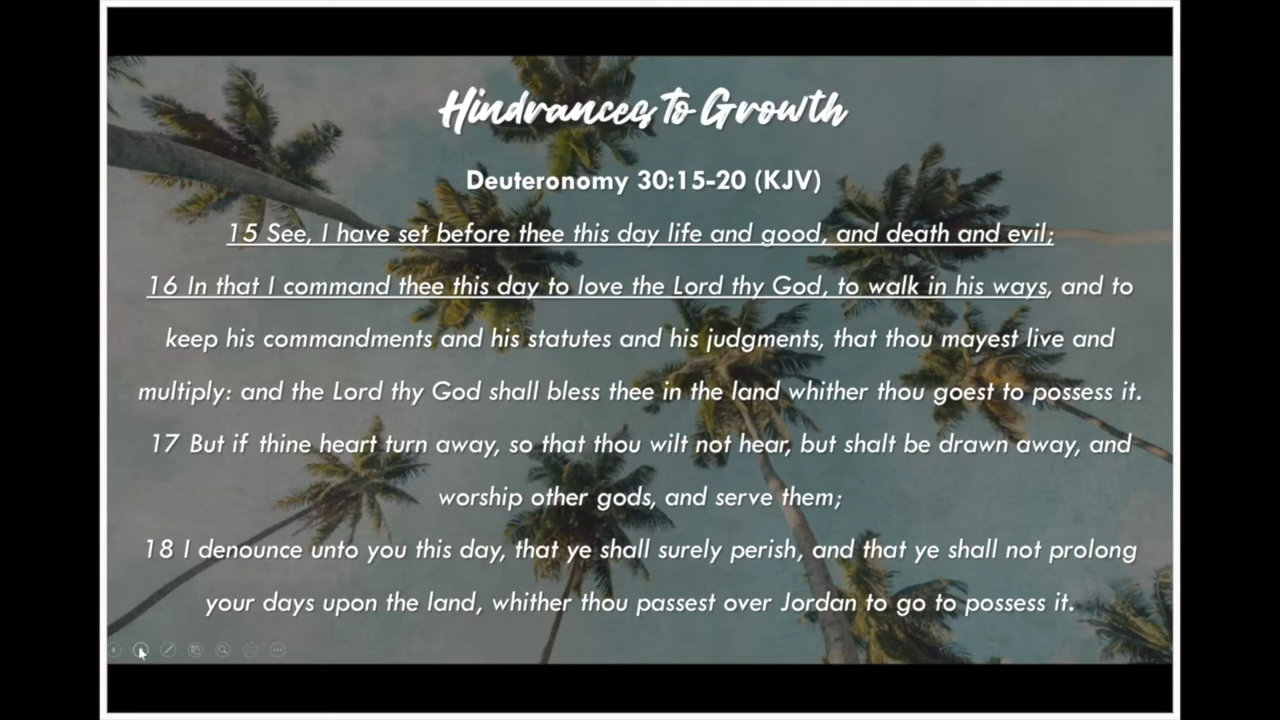 Hindrances to Growth
Deuteronomy 30:15-20 (KJV)
15 See, I have set before thee this day life and good, and death and evil;
16 In that I command thee this day to love the Lord thy God, to walk in his ways, and to
keep his commandments and his statutes and his judgments, that thou mayest live and
multiply: and the Lord thy God shall bless thee in the land whither thou goest to possess it.
17 But if thine heart turn away, so that thou wilt not hear, but shalt be drawn away, and
worship other gods, and serve them;
18 I denounce unto you this day, that ye shall surely perish, and that ye shall not prolong
your days upon the land, whither thou passest over Jordan to go to possess it.